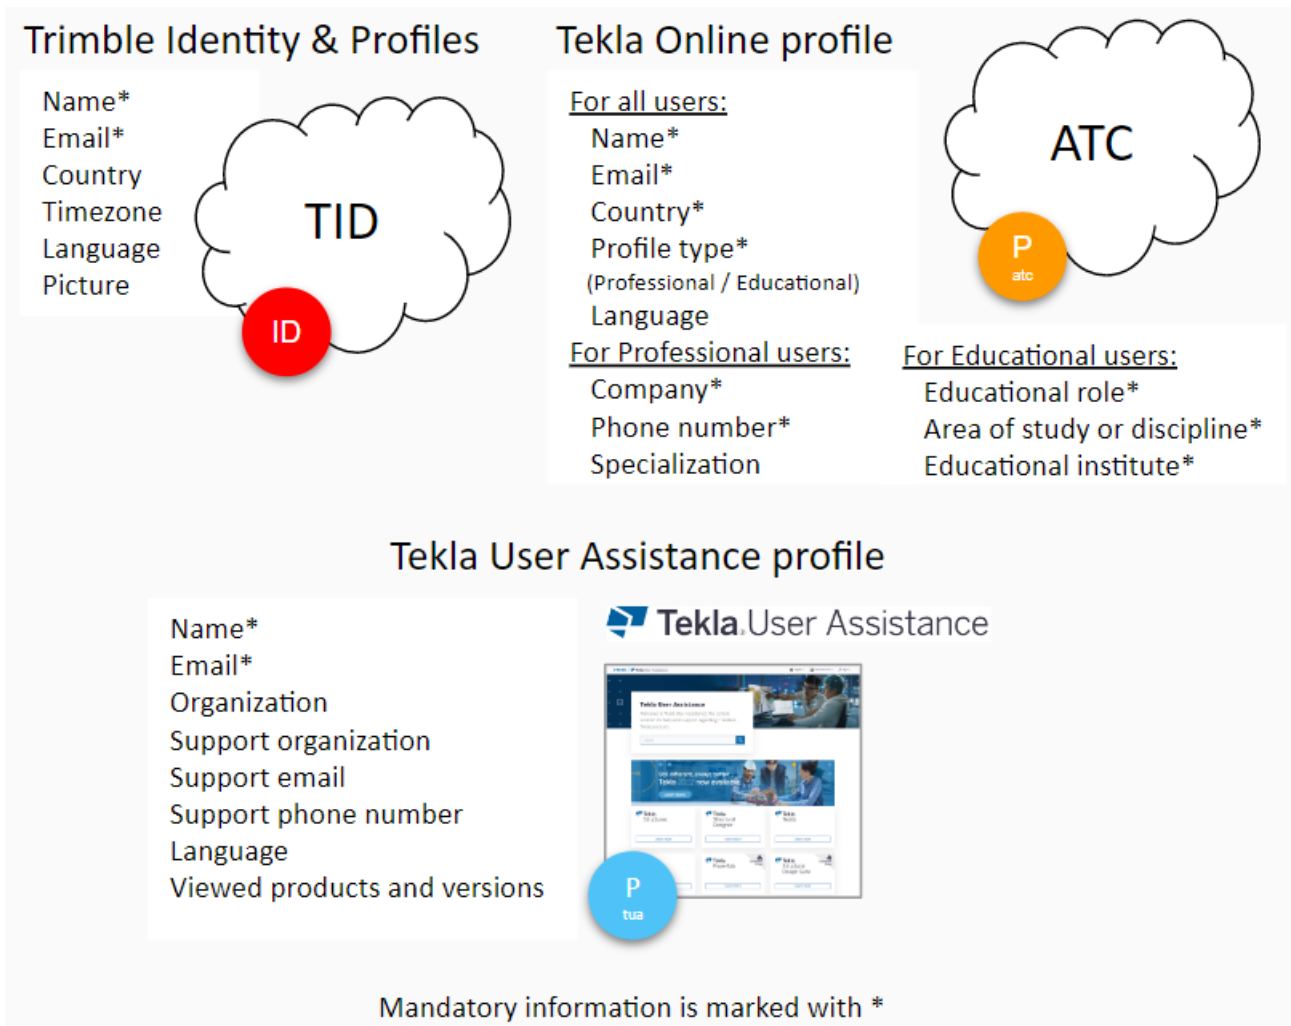 Trimble Identity & Profiles
Name*
Email*
Country
Timezone
Language
Picture
TID
ID
Tekla Online profile
For all users:
Name*
Email*
Country*
Profile type*
(Professional / Educational)
Language
For Professional users:
Company*
Phone number*
Specialization
ATC
P
atc
For Educational users:
Educational role*
Area of study or discipline*
Educational institute*
Tekla User Assistance profile
Name*
Email*
Organization
Support organization
Support email
Support phone number
Language
Viewed products and versions
Tekla User Assistance
Tekla User Assistance
P
tua
Mandatory information is marked with *